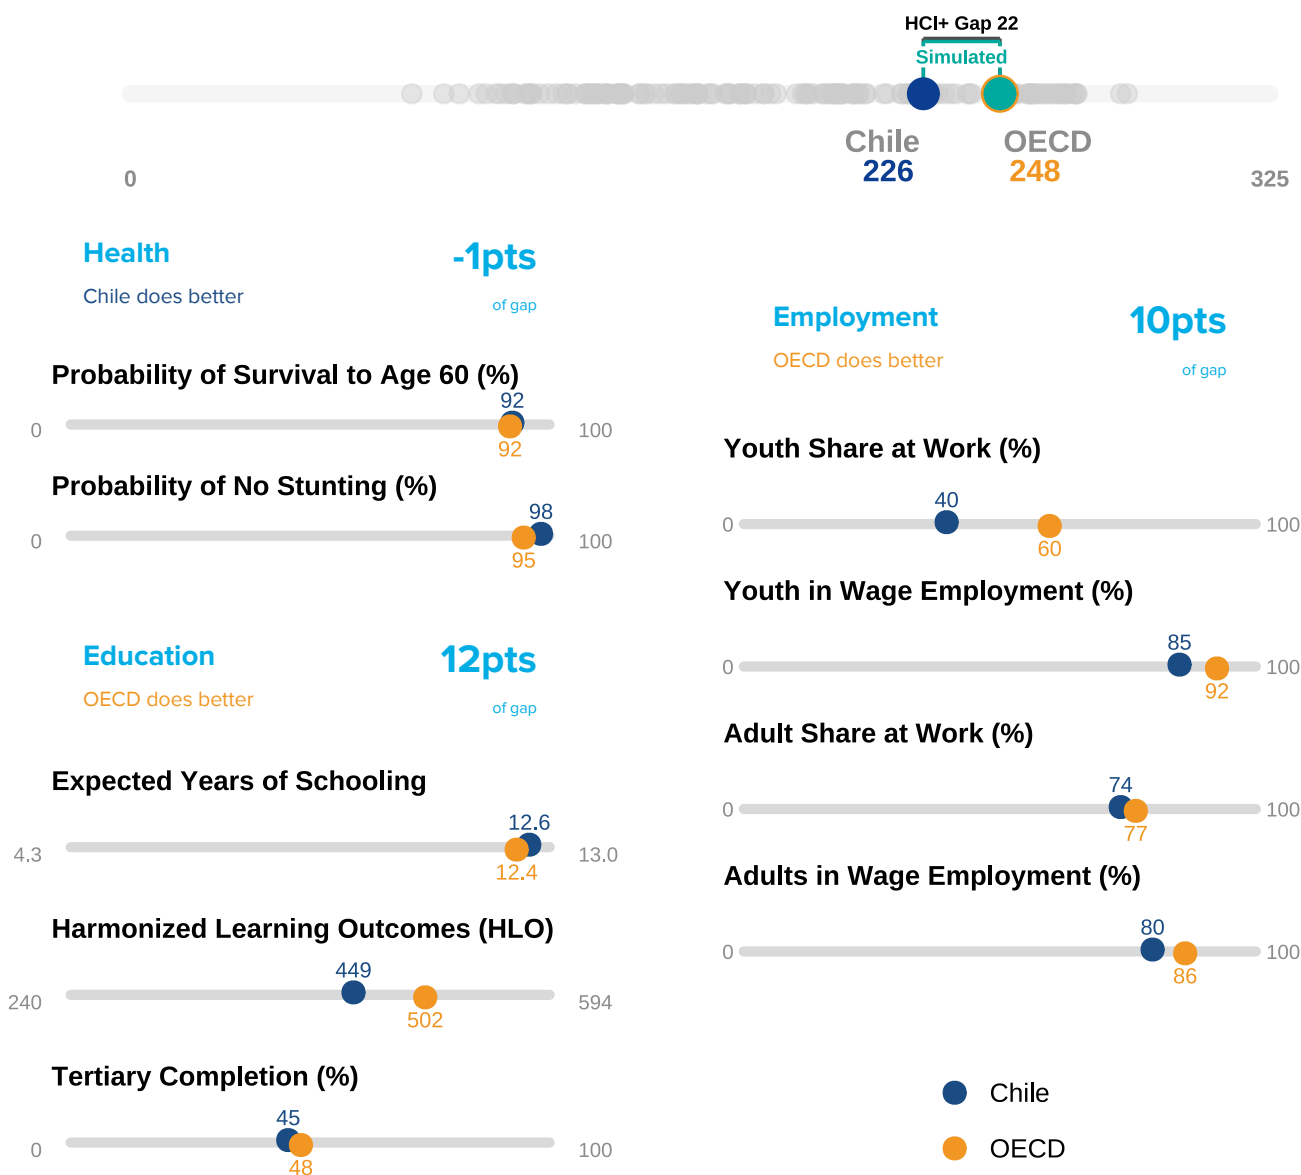 HCI+ Gap 22
Simulated
Chile OECD
226 248
0 325
Health -1pts
Chile does better of gap
Probability of Survival to Age 60 (%)
92
0 100
92
Probability of No Stunting (%)
98
0 100
95
Education 12pts
OECD does better of gap
Expected Years of Schooling
12.6
4.3 13.0
12.4
Harmonized Learning Outcomes (HLO)
449
240 594
502
Tertiary Completion (%)
45
0 100
48
Employment 10pts
OECD does better of gap
Youth Share at Work (%)
40
0 100
60
Youth in Wage Employment (%)
85
0 100
92
Adult Share at Work (%)
74
0 100
77
Adults in Wage Employment (%)
80
0 100
86
Chile
OECD